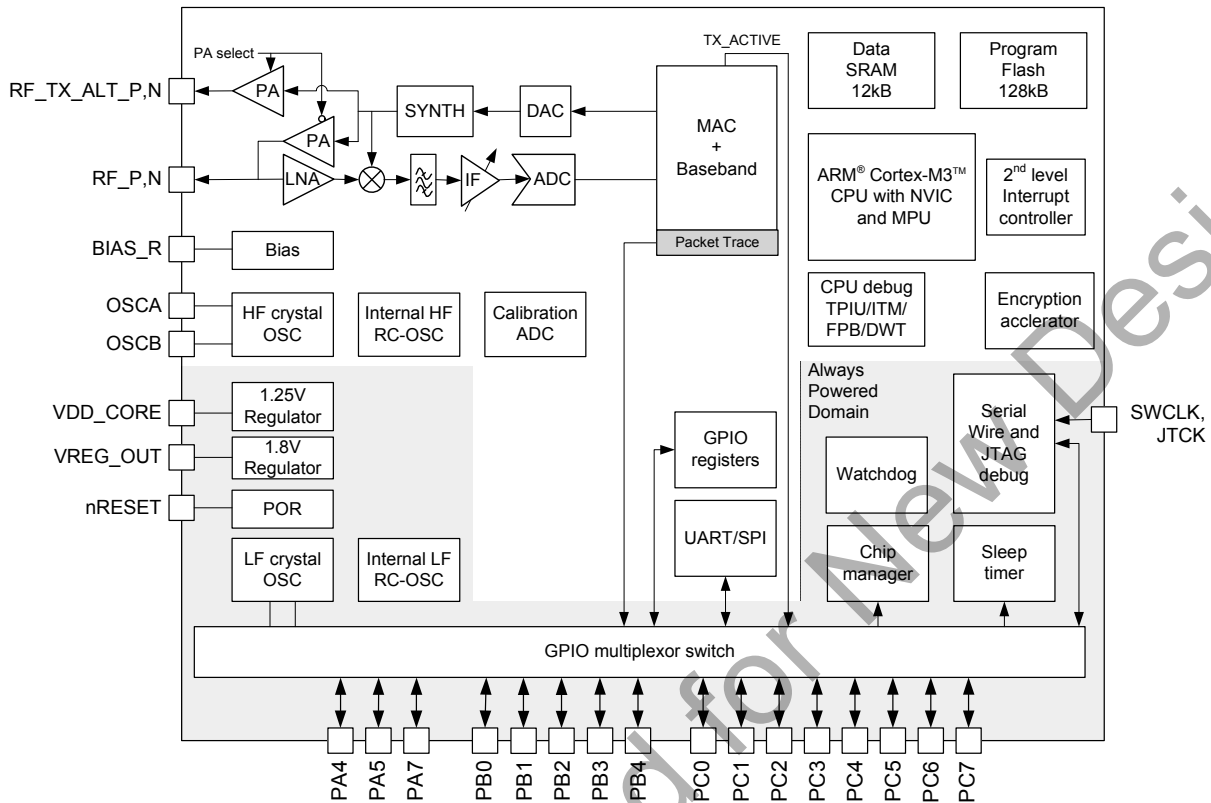 TX_ACTIVE
PA select
RF_TX_ALT_P,N
PA
SYNTH
DAC
MAC
+
Baseband
Packet Trace
PA
RF_P,N
LNA
IF
ADC
Data
SRAM
12kB
Program
Flash
128kB
ARM® Cortex-M3™
CPU with NVIC
and MPU
2nd level
Interrupt
controller
BIAS_R
Bias
OSCA
OSCB
HF crystal
OSC
Internal HF
RC-OSC
Calibration
ADC
CPU debug
TPIU/ITM/
FPB/DWT
Encryption
acclerator
VDD_CORE
1.25V
Regulator
VREG_OUT
1.8V
Regulator
nRESET
POR
LF crystal
OSC
Internal LF
RC-OSC
GPIO
registers
UART/SPI
Always
Powered
Domain
Watchdog
Serial
Wire and
JTAG
debug
SWCLK,
JTCK
Chip
manager
Sleep
timer
GPIO multiplexor switch
PA4
PA5
PA7
PB0
PB1
PB2
PB3
PB4
PC0
PC1
PC2
PC3
PC4
PC5
PC6
PC7
d for New Desi